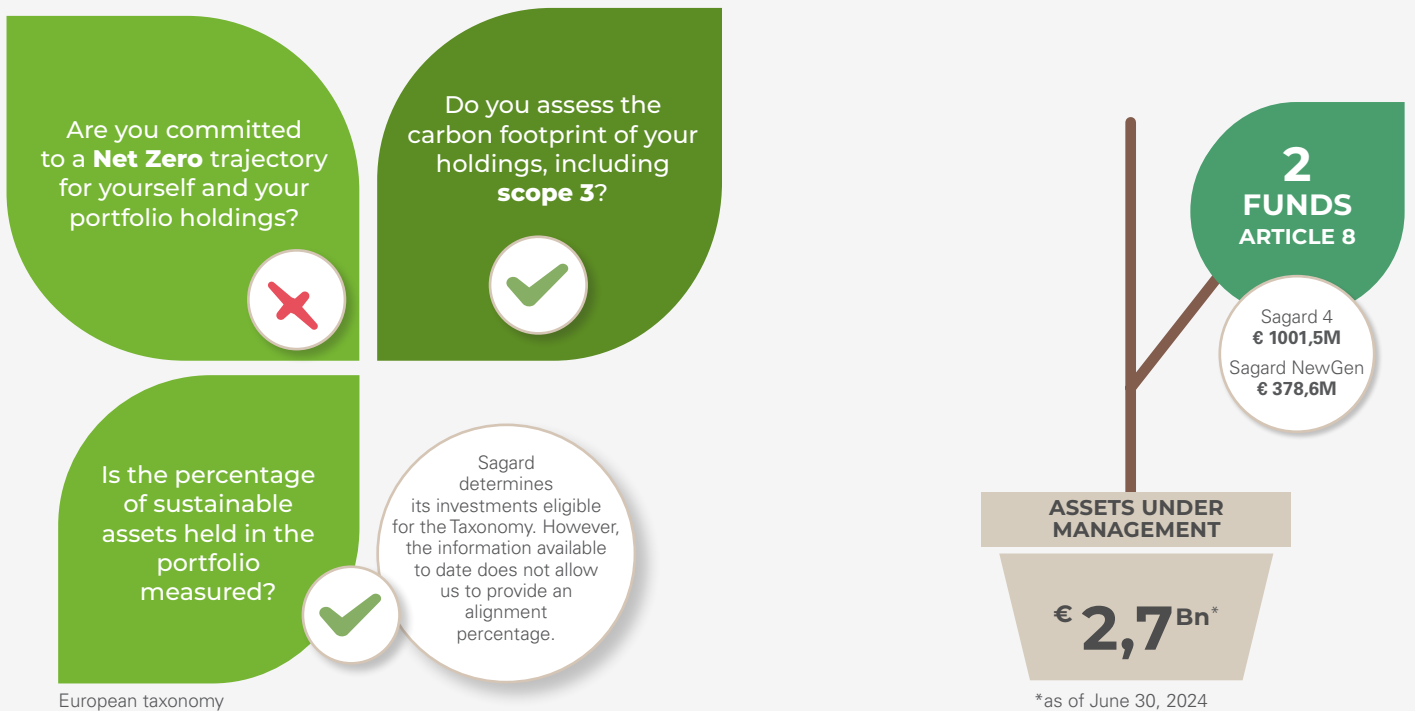 Are you committed
to a Net Zero trajectory
for yourself and your
portfolio holdings?
Do you assess the
carbon footprint of your
holdings, including
scope 3?
Is the percentage
of sustainable
assets held in the
portfolio
measured?
Sagard
determines
its investments eligible
for the Taxonomy. However,
the information available
to date does not allow
us to provide an
alignment
percentage.
European taxonomy
2
FUNDS
ARTICLE 8
Sagard 4
€ 1001,5M
Sagard NewGen
€ 378,6M
ASSETS UNDER
MANAGEMENT
€ 2,7 Bn*
*as of June 30, 2024